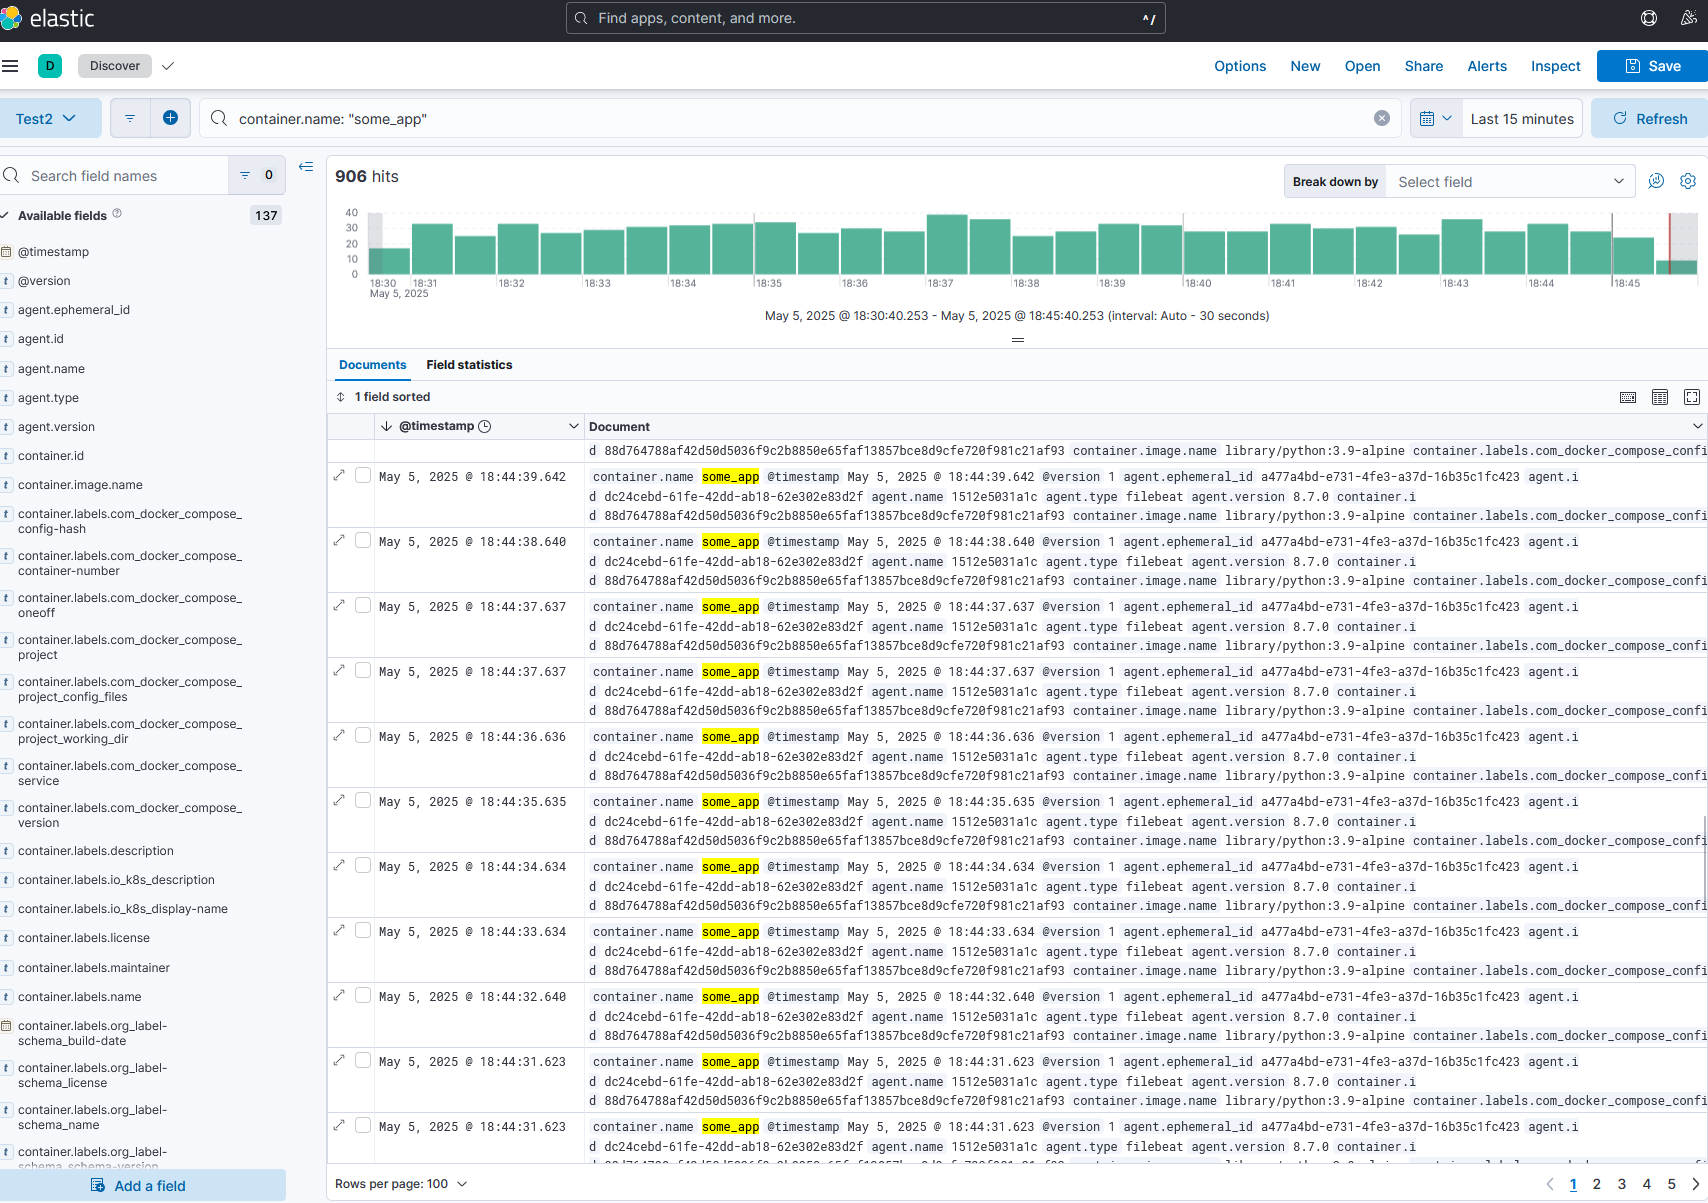 elastic
Find apps, content, and more.
^/
D
Discover
Options
New
Open
Share
Alerts
Inspect
Save
Test2
container.name: "some_app"
Last 15 minutes
Refresh
Search field names
0
Available fields
137
@timestamp
@version
agent.ephemeral_id
agent.id
agent.name
agent.type
agent.version
container.id
container.image.name
container.labels.com_docker_compose_
config-hash
container.labels.com_docker_compose_
container-number
container.labels.com_docker_compose_
oneoff
container.labels.com_docker_compose_
project
container.labels.com_docker_compose_
project_config_files
container.labels.com_docker_compose_
project_working_dir
container.labels.com_docker_compose_
service
container.labels.com_docker_compose_
version
container.labels.description
container.labels.io_k8s_description
container.labels.io_k8s_display-name
container.labels.license
container.labels.maintainer
container.labels.name
container.labels.org_label-
schema_build-date
container.labels.org_label-
schema_license
container.labels.org_label-
schema_name
container.labels.org_label-
schema_schema-version
Add a field
906 hits
Break down by
Select field
40
30
20
10
0
18:30 18:31 18:32 18:33 18:34 18:35 18:36 18:37 18:38 18:39 18:40 18:41 18:42 18:43 18:44 18:45
May 5, 2025
May 5, 2025 @ 18:30:40.253 - May 5, 2025 @ 18:45:40.253 (interval: Auto - 30 seconds)
Documents
Field statistics
1 field sorted
@timestamp
Document
d 88d764788af42d50d5036f9c2b8850e65faf13857bce8d9cfe720f981c21af93 container.image.name library/python:3.9-alpine container.labels.com_docker_compose_confi
May 5, 2025 @ 18:44:39.642 container.name some_app @timestamp May 5, 2025 @ 18:44:39.642 @version 1 agent.ephemeral_id a477a4bd-e731-4fe3-a37d-16b35c1fc423 agent.i
d dc24cebd-61fe-42dd-ab18-62e302e83d2f agent.name 1512e5031a1c agent.type filebeat agent.version 8.7.0 container.i
d 88d764788af42d50d5036f9c2b8850e65faf13857bce8d9cfe720f981c21af93 container.image.name library/python:3.9-alpine container.labels.com_docker_compose_confi
May 5, 2025 @ 18:44:38.640 container.name some_app @timestamp May 5, 2025 @ 18:44:38.640 @version 1 agent.ephemeral_id a477a4bd-e731-4fe3-a37d-16b35c1fc423 agent.i
d dc24cebd-61fe-42dd-ab18-62e302e83d2f agent.name 1512e5031a1c agent.type filebeat agent.version 8.7.0 container.i
d 88d764788af42d50d5036f9c2b8850e65faf13857bce8d9cfe720f981c21af93 container.image.name library/python:3.9-alpine container.labels.com_docker_compose_confi
May 5, 2025 @ 18:44:37.637 container.name some_app @timestamp May 5, 2025 @ 18:44:37.637 @version 1 agent.ephemeral_id a477a4bd-e731-4fe3-a37d-16b35c1fc423 agent.i
d dc24cebd-61fe-42dd-ab18-62e302e83d2f agent.name 1512e5031a1c agent.type filebeat agent.version 8.7.0 container.i
d 88d764788af42d50d5036f9c2b8850e65faf13857bce8d9cfe720f981c21af93 container.image.name library/python:3.9-alpine container.labels.com_docker_compose_confi
May 5, 2025 @ 18:44:37.637 container.name some_app @timestamp May 5, 2025 @ 18:44:37.637 @version 1 agent.ephemeral_id a477a4bd-e731-4fe3-a37d-16b35c1fc423 agent.i
d dc24cebd-61fe-42dd-ab18-62e302e83d2f agent.name 1512e5031a1c agent.type filebeat agent.version 8.7.0 container.i
d 88d764788af42d50d5036f9c2b8850e65faf13857bce8d9cfe720f981c21af93 container.image.name library/python:3.9-alpine container.labels.com_docker_compose_confi
May 5, 2025 @ 18:44:36.636 container.name some_app @timestamp May 5, 2025 @ 18:44:36.636 @version 1 agent.ephemeral_id a477a4bd-e731-4fe3-a37d-16b35c1fc423 agent.i
d dc24cebd-61fe-42dd-ab18-62e302e83d2f agent.name 1512e5031a1c agent.type filebeat agent.version 8.7.0 container.i
d 88d764788af42d50d5036f9c2b8850e65faf13857bce8d9cfe720f981c21af93 container.image.name library/python:3.9-alpine container.labels.com_docker_compose_confi
May 5, 2025 @ 18:44:35.635 container.name some_app @timestamp May 5, 2025 @ 18:44:35.635 @version 1 agent.ephemeral_id a477a4bd-e731-4fe3-a37d-16b35c1fc423 agent.i
d dc24cebd-61fe-42dd-ab18-62e302e83d2f agent.name 1512e5031a1c agent.type filebeat agent.version 8.7.0 container.i
d 88d764788af42d50d5036f9c2b8850e65faf13857bce8d9cfe720f981c21af93 container.image.name library/python:3.9-alpine container.labels.com_docker_compose_confi
May 5, 2025 @ 18:44:34.634 container.name some_app @timestamp May 5, 2025 @ 18:44:34.634 @version 1 agent.ephemeral_id a477a4bd-e731-4fe3-a37d-16b35c1fc423 agent.i
d dc24cebd-61fe-42dd-ab18-62e302e83d2f agent.name 1512e5031a1c agent.type filebeat agent.version 8.7.0 container.i
d 88d764788af42d50d5036f9c2b8850e65faf13857bce8d9cfe720f981c21af93 container.image.name library/python:3.9-alpine container.labels.com_docker_compose_confi
May 5, 2025 @ 18:44:33.634 container.name some_app @timestamp May 5, 2025 @ 18:44:33.634 @version 1 agent.ephemeral_id a477a4bd-e731-4fe3-a37d-16b35c1fc423 agent.i
d dc24cebd-61fe-42dd-ab18-62e302e83d2f agent.name 1512e5031a1c agent.type filebeat agent.version 8.7.0 container.i
d 88d764788af42d50d5036f9c2b8850e65faf13857bce8d9cfe720f981c21af93 container.image.name library/python:3.9-alpine container.labels.com_docker_compose_confi
May 5, 2025 @ 18:44:32.640 container.name some_app @timestamp May 5, 2025 @ 18:44:32.640 @version 1 agent.ephemeral_id a477a4bd-e731-4fe3-a37d-16b35c1fc423 agent.i
d dc24cebd-61fe-42dd-ab18-62e302e83d2f agent.name 1512e5031a1c agent.type filebeat agent.version 8.7.0 container.i
d 88d764788af42d50d5036f9c2b8850e65faf13857bce8d9cfe720f981c21af93 container.image.name library/python:3.9-alpine container.labels.com_docker_compose_confi
May 5, 2025 @ 18:44:31.623 container.name some_app @timestamp May 5, 2025 @ 18:44:31.623 @version 1 agent.ephemeral_id a477a4bd-e731-4fe3-a37d-16b35c1fc423 agent.i
d dc24cebd-61fe-42dd-ab18-62e302e83d2f agent.name 1512e5031a1c agent.type filebeat agent.version 8.7.0 container.i
d 88d764788af42d50d5036f9c2b8850e65faf13857bce8d9cfe720f981c21af93 container.image.name library/python:3.9-alpine container.labels.com_docker_compose_confi
May 5, 2025 @ 18:44:31.623 container.name some_app @timestamp May 5, 2025 @ 18:44:31.623 @version 1 agent.ephemeral_id a477a4bd-e731-4fe3-a37d-16b35c1fc423 agent.i
d dc24cebd-61fe-42dd-ab18-62e302e83d2f agent.name 1512e5031a1c agent.type filebeat agent.version 8.7.0 container.i
Rows per page: 100
1 2 3 4 5